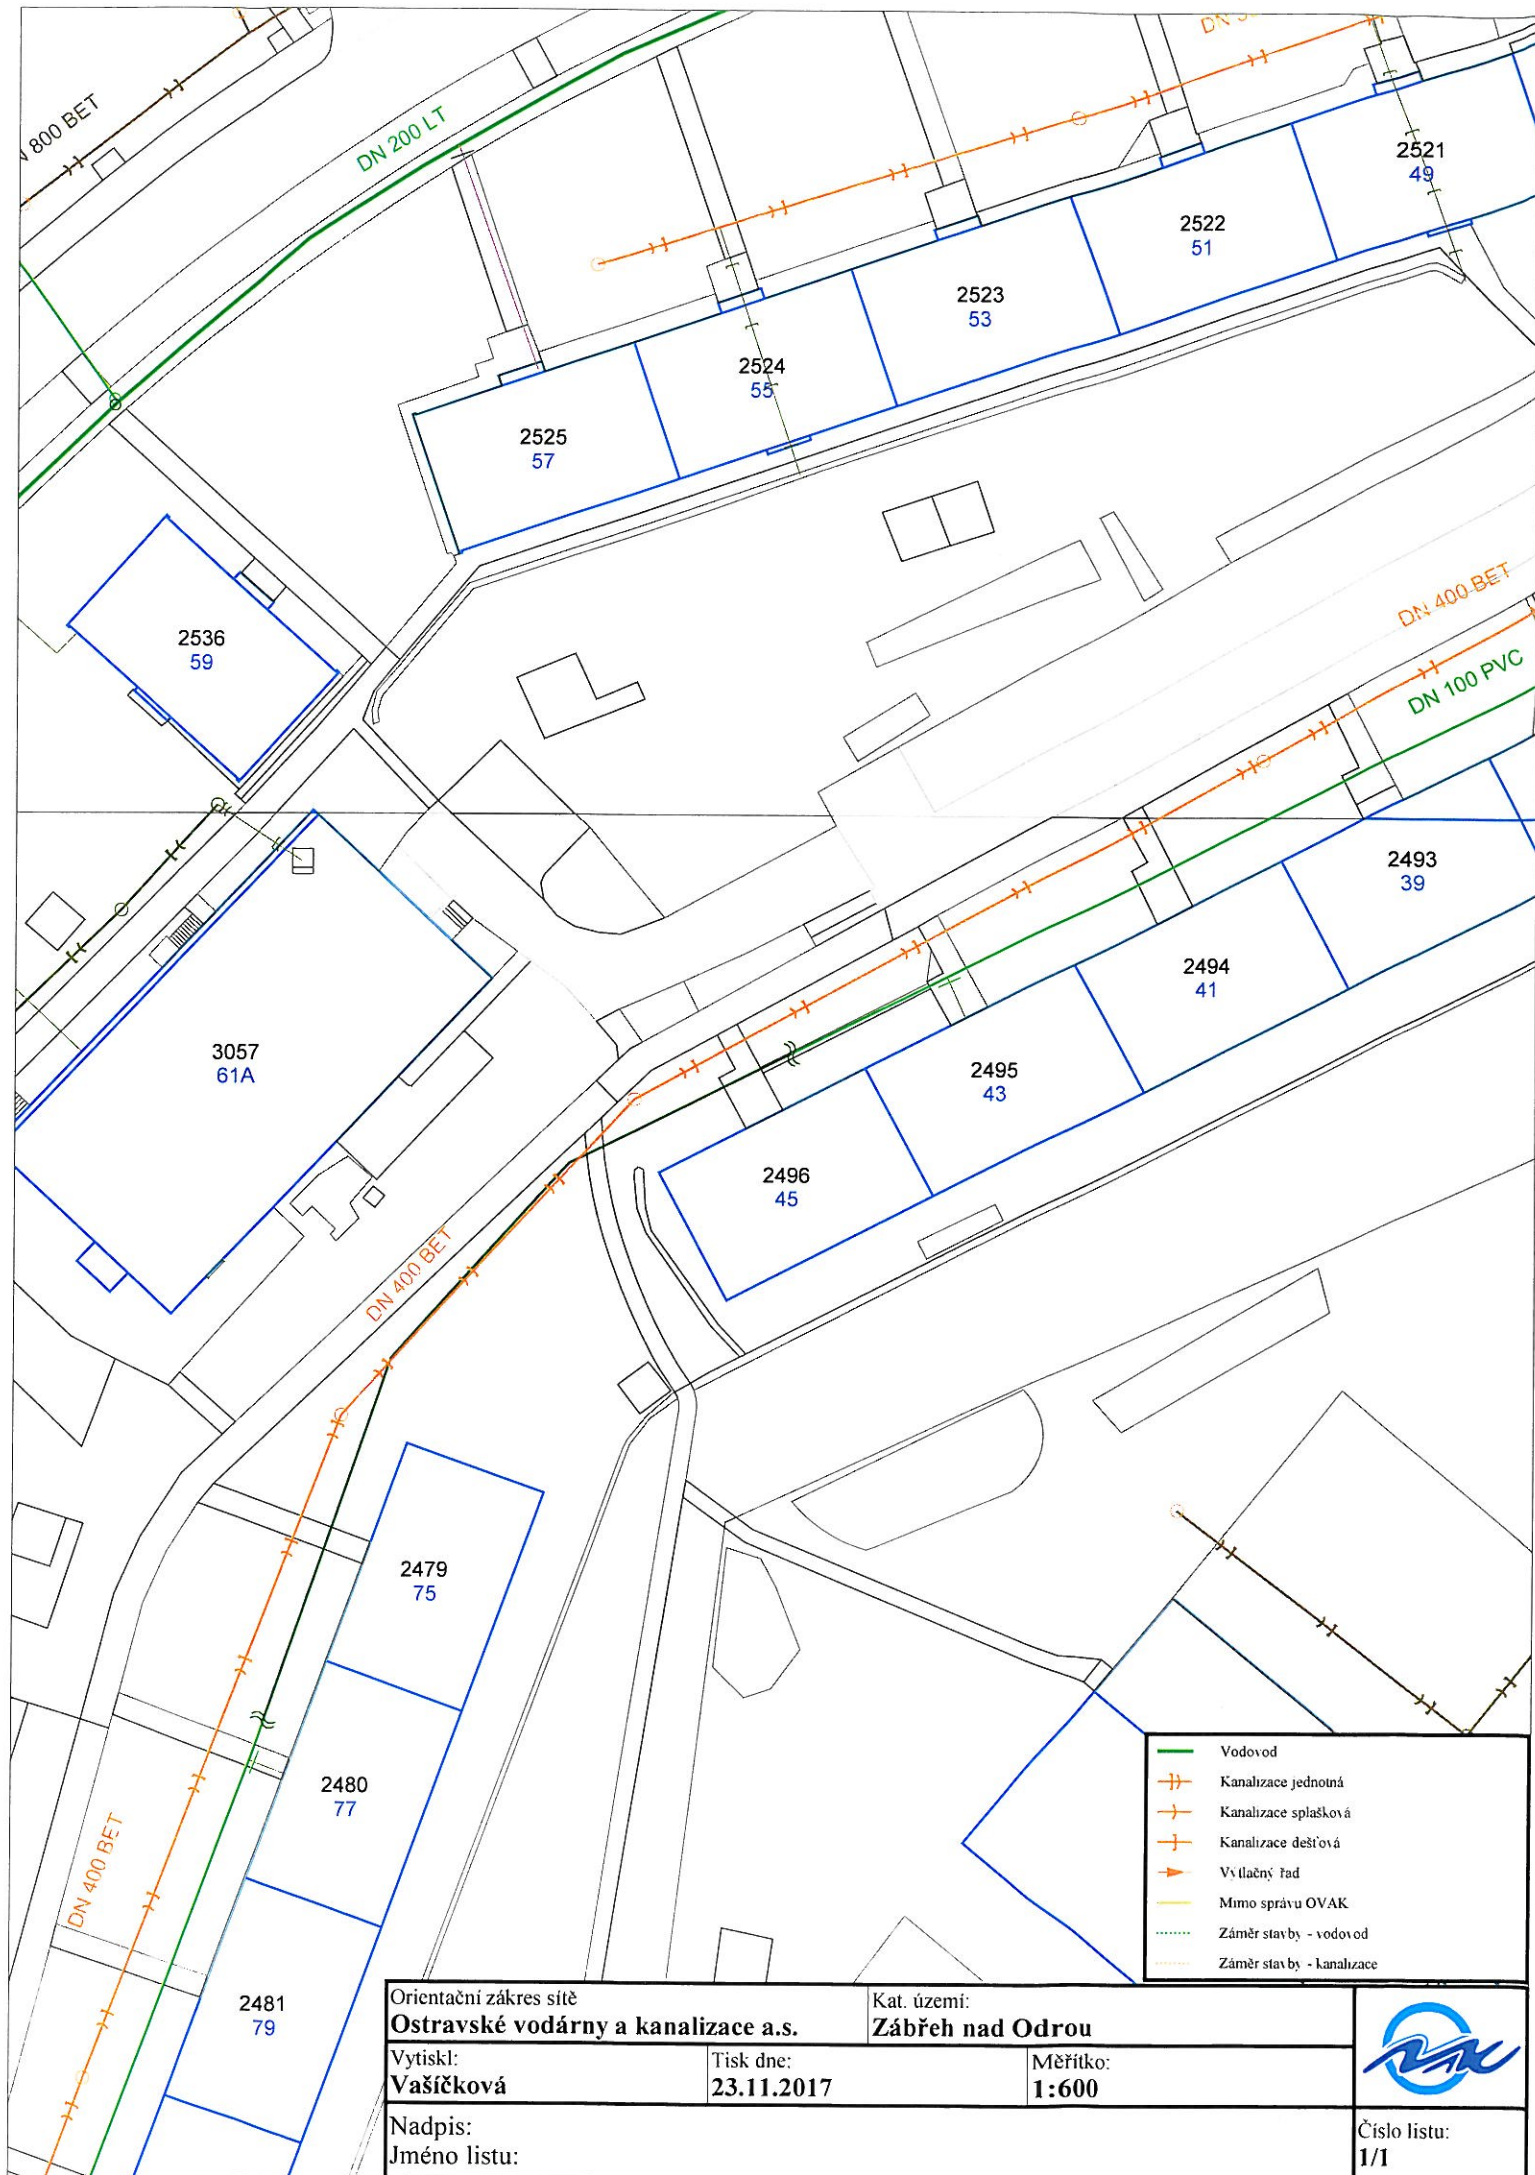 800 BET
DN 200 LT
2521
49
2522
51
2523
53
2524
55
2525
57
2536
59
DN 400 BET
DN 100 PVC
2493
39
2494
41
2495
43
2496
45
3057
61A
DN 400 BET
2479
75
2480
77
DN 400 BET
2481
79
Vodovod
Kanalizace jednotná
Kanalizace splašková
Kanalizace dešťová
Výtlačný řad
Mimo správu OVAK
Záměr stavby - vodovod
Záměr stavby - kanalizace
Orientační zákres sítě
Ostravské vodárny a kanalizace a.s.
Kat. území:
Zábřeh nad Odrou
Vytiskl:
Vašíčková
Tisk dne:
23.11.2017
Měřítko:
1:600
Nadpis:
Jméno listu:
Číslo listu:
1/1